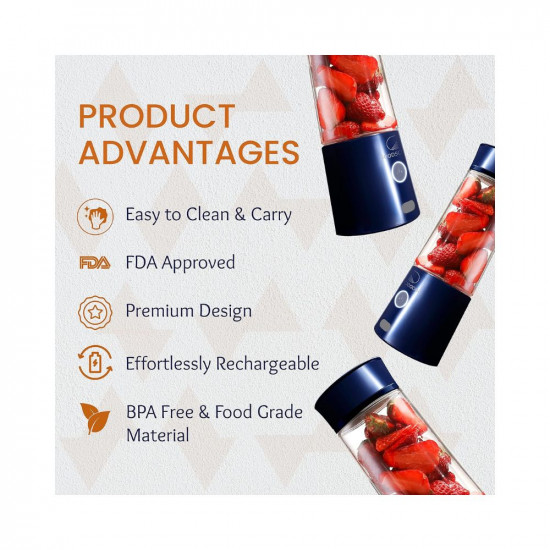 PRODUCT
ADVANTAGES
Easy to Clean & Carry
FDA
FDA Approved
Premium Design
Effortlessly Rechargeable
BPA Free & Food Grade
Material